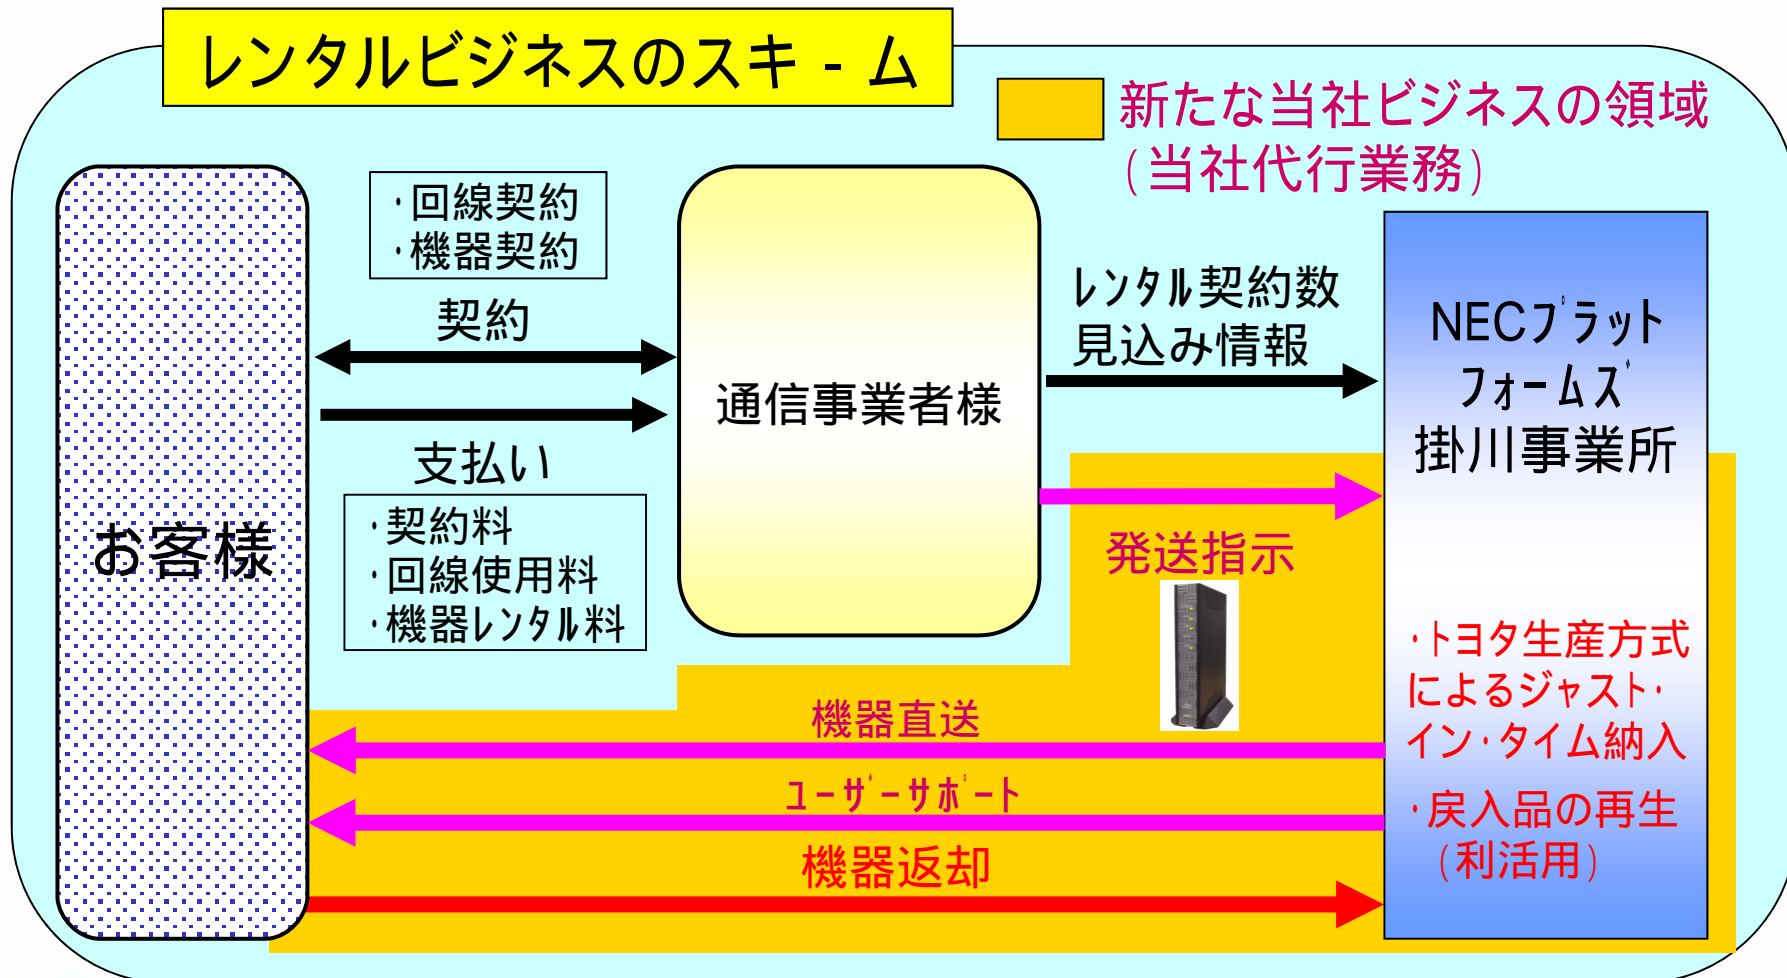 レンタルビジネスのスキ-ム
新たな当社ビジネスの領域
(当社代行業務)
・回線契約
・機器契約
契約
支払い
・契約料
・回線使用料
・機器ﾚﾝﾀﾙ料
お客様
通信事業者様
ﾚﾝﾀﾙ契約数
見込み情報
発送指示
NECﾌﾟﾗｯﾄ
ﾌｫｰﾑｽﾞ
掛川事業所
・トヨタ生産方式
によるジャスト・
イン・タイム納入
・戻入品の再生
(利活用)
機器直送
ﾕｰｻﾞｰｻﾎﾟｰﾄ
機器返却